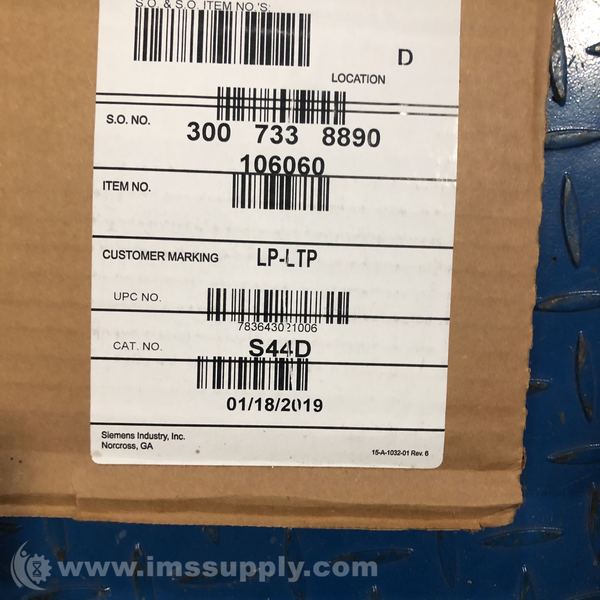 S.O. & S.O. ITEM NO.'S:
D
LOCATION
S.O. NO.
300 733 8890
106060
ITEM NO.
CUSTOMER MARKING LP-LTP
UPC NO.
783643021006
CAT. NO. S44D
01/18/2019
Siemens Industry, Inc.
Norcross, GA
15-A-1032-01 Rev. 6
www.imssupply.com